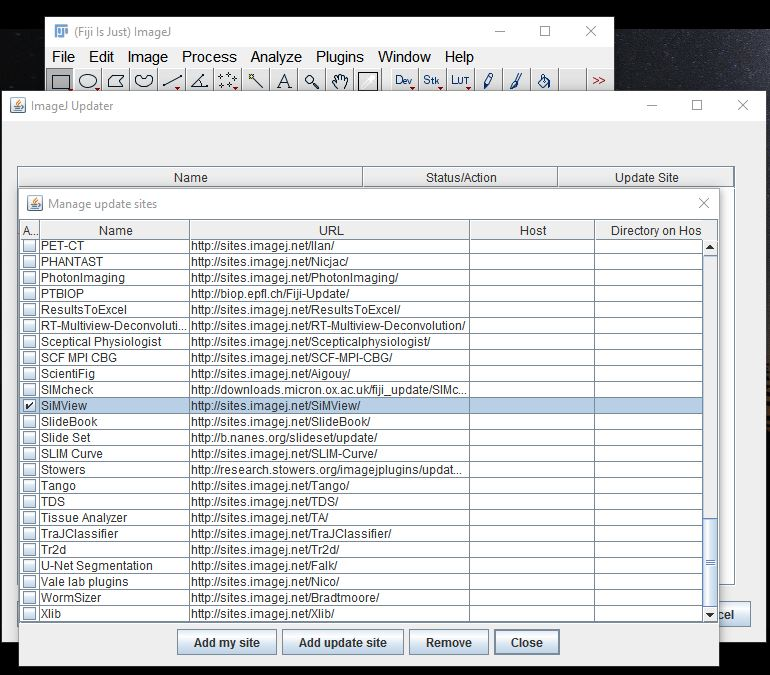 (Fiji Is Just) ImageJ
File Edit Image Process Analyze Plugins Window Help
A Dev Stk LUT >>
ImageJ Updater
Name Status/Action Update Site
Manage update sites
A... Name URL Host Directory on Hos
PET-CT http://sites.imagej.net/Ilan/
PHANTAST http://sites.imagej.net/Nicjac/
PhotonImaging http://sites.imagej.net/PhotonImaging/
PTBIOP http://biop.epfl.ch/Fiji-Update/
ResultsToExcel http://sites.imagej.net/ResultsToExcel/
RT-Multiview-Deconvoluti... http://sites.imagej.net/RT-Multiview-Deconvolution/
Sceptical Physiologist http://sites.imagej.net/Scepticalphysiologist/
SCF MPI CBG http://sites.imagej.net/SCF-MPI-CBG/
ScientiFig http://sites.imagej.net/Aigouy/
SIMcheck http://downloads.micron.ox.ac.uk/fiji_update/SIMc...
SiMView http://sites.imagej.net/SiMView/
SlideBook http://sites.imagej.net/SlideBook/
Slide Set http://b.nanes.org/slideset/update/
SLIM Curve http://sites.imagej.net/SLIM-Curve/
Stowers http://research.stowers.org/imagejplugins/updat...
Tango http://sites.imagej.net/Tango/
TDS http://sites.imagej.net/TDS/
Tissue Analyzer http://sites.imagej.net/TA/
TraJClassifier http://sites.imagej.net/TraJClassifier/
Tr2d http://sites.imagej.net/Tr2d/
U-Net Segmentation http://sites.imagej.net/Falk/
Vale lab plugins http://sites.imagej.net/Nico/
WormSizer http://sites.imagej.net/Bradtmoore/
Xlib http://sites.imagej.net/Xlib/
cel
Add my site Add update site Remove Close